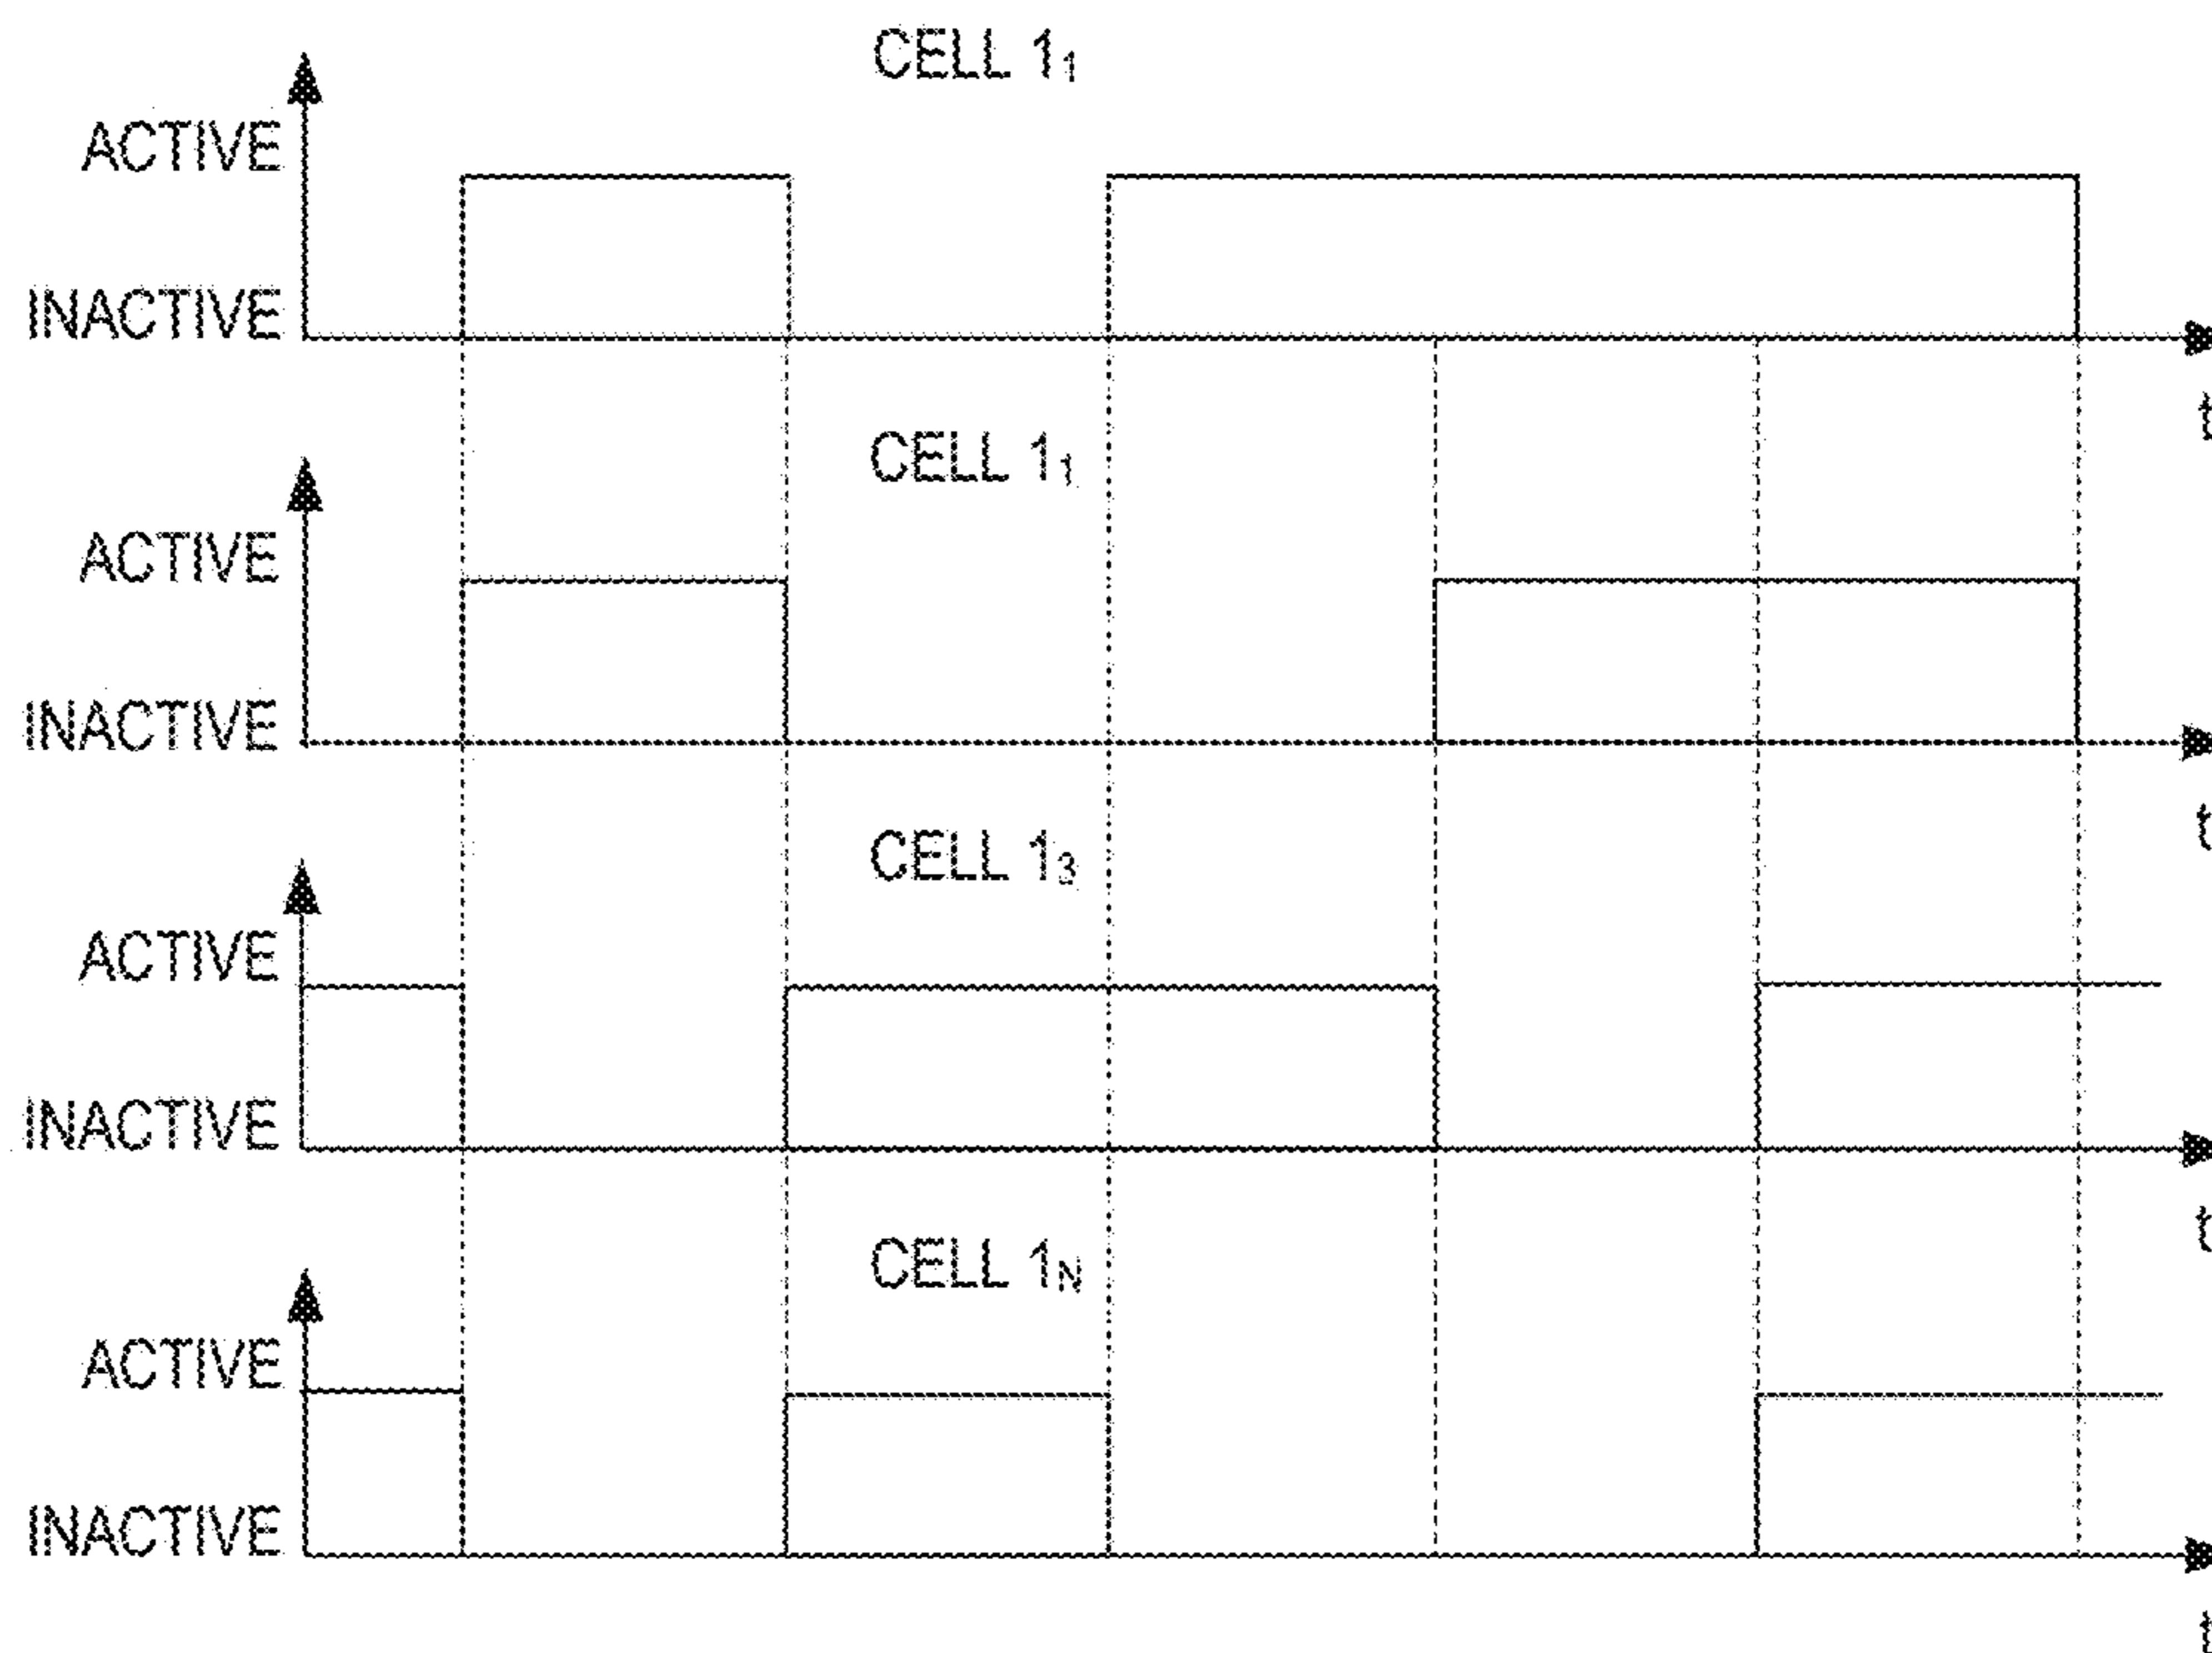 CELL 1₁
ACTIVE
INACTIVE
t
CELL 1₁
ACTIVE
INACTIVE
t
CELL 1₃
ACTIVE
INACTIVE
t
CELL 1N
ACTIVE
INACTIVE
t